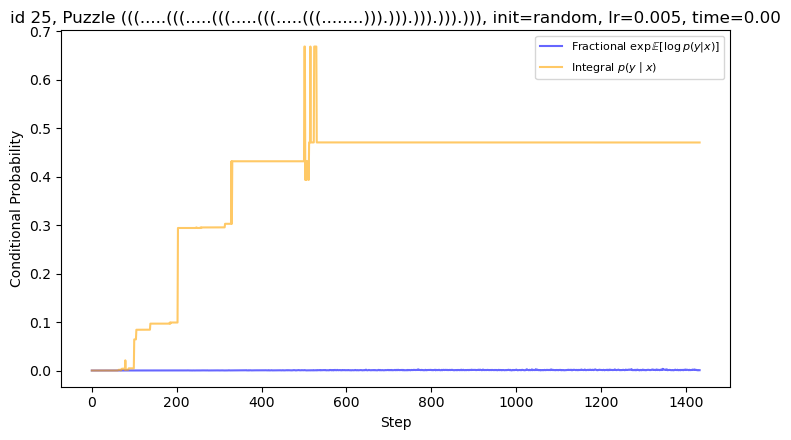 id 25, Puzzle (((.....(((.....(((.....(((.....(((........))).))).))).))).))), init=random, lr=0.005, time=0.00
Fractional exp𝔼[log p(y|x)]
Integral p(y | x)
Conditional Probability
0.7
0.6
0.5
0.4
0.3
0.2
0.1
0.0
0 200 400 600 800 1000 1200 1400
Step